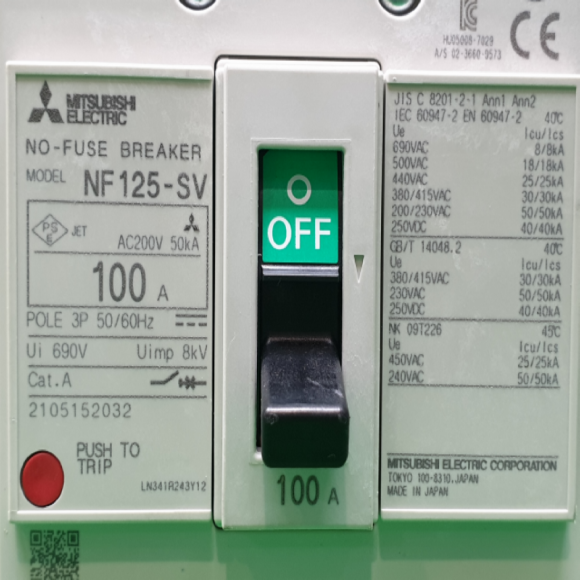 HU05008-7029
A/S 02-3660-9573
CE
MITSUBISHI
ELECTRIC
NO-FUSE BREAKER
MODEL NF125-SV
PS
E JET
AC200V 50kA
100 A
POLE 3P 50/60Hz
Ui 690V Uimp 8kV
Cat.A
2105152032
PUSH TO
TRIP
LN341R243Y12
OFF
100 A
JIS C 8201-2-1 Ann1 Ann2
IEC 60947-2 EN 60947-2 40℃
Ue Icu/Ics
690VAC 8/8kA
500VAC 18/18kA
440VAC 25/25kA
380/415VAC 30/30kA
200/230VAC 50/50kA
250VDC 40/40kA
GB/T 14048.2 40℃
Ue Icu/Ics
380/415VAC 30/30kA
230VAC 50/50kA
250VDC 40/40kA
NK 09T226 45℃
Ue Icu/Ics
450VAC 25/25kA
240VAC 50/50kA
MITSUBISHI ELECTRIC CORPORATION
TOKYO 100-8310,JAPAN
MADE IN JAPAN